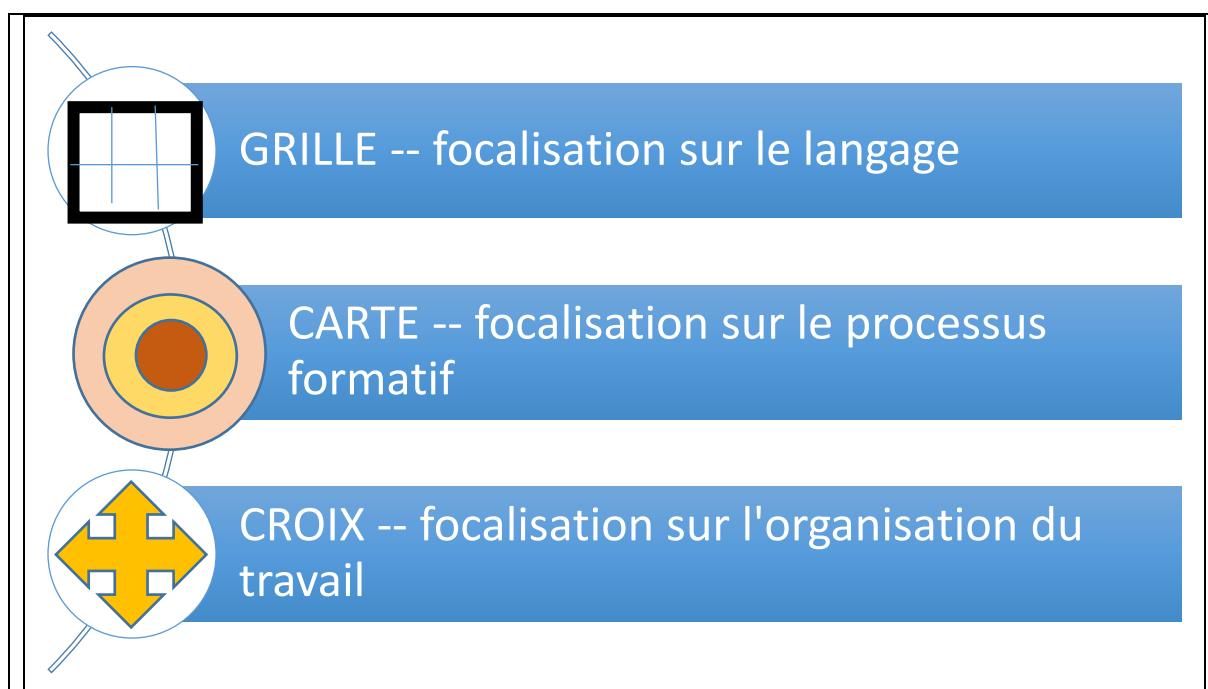 GRILLE -- focalisation sur le langage
CARTE -- focalisation sur le processus
formatif
CROIX -- focalisation sur l'organisation du
travail